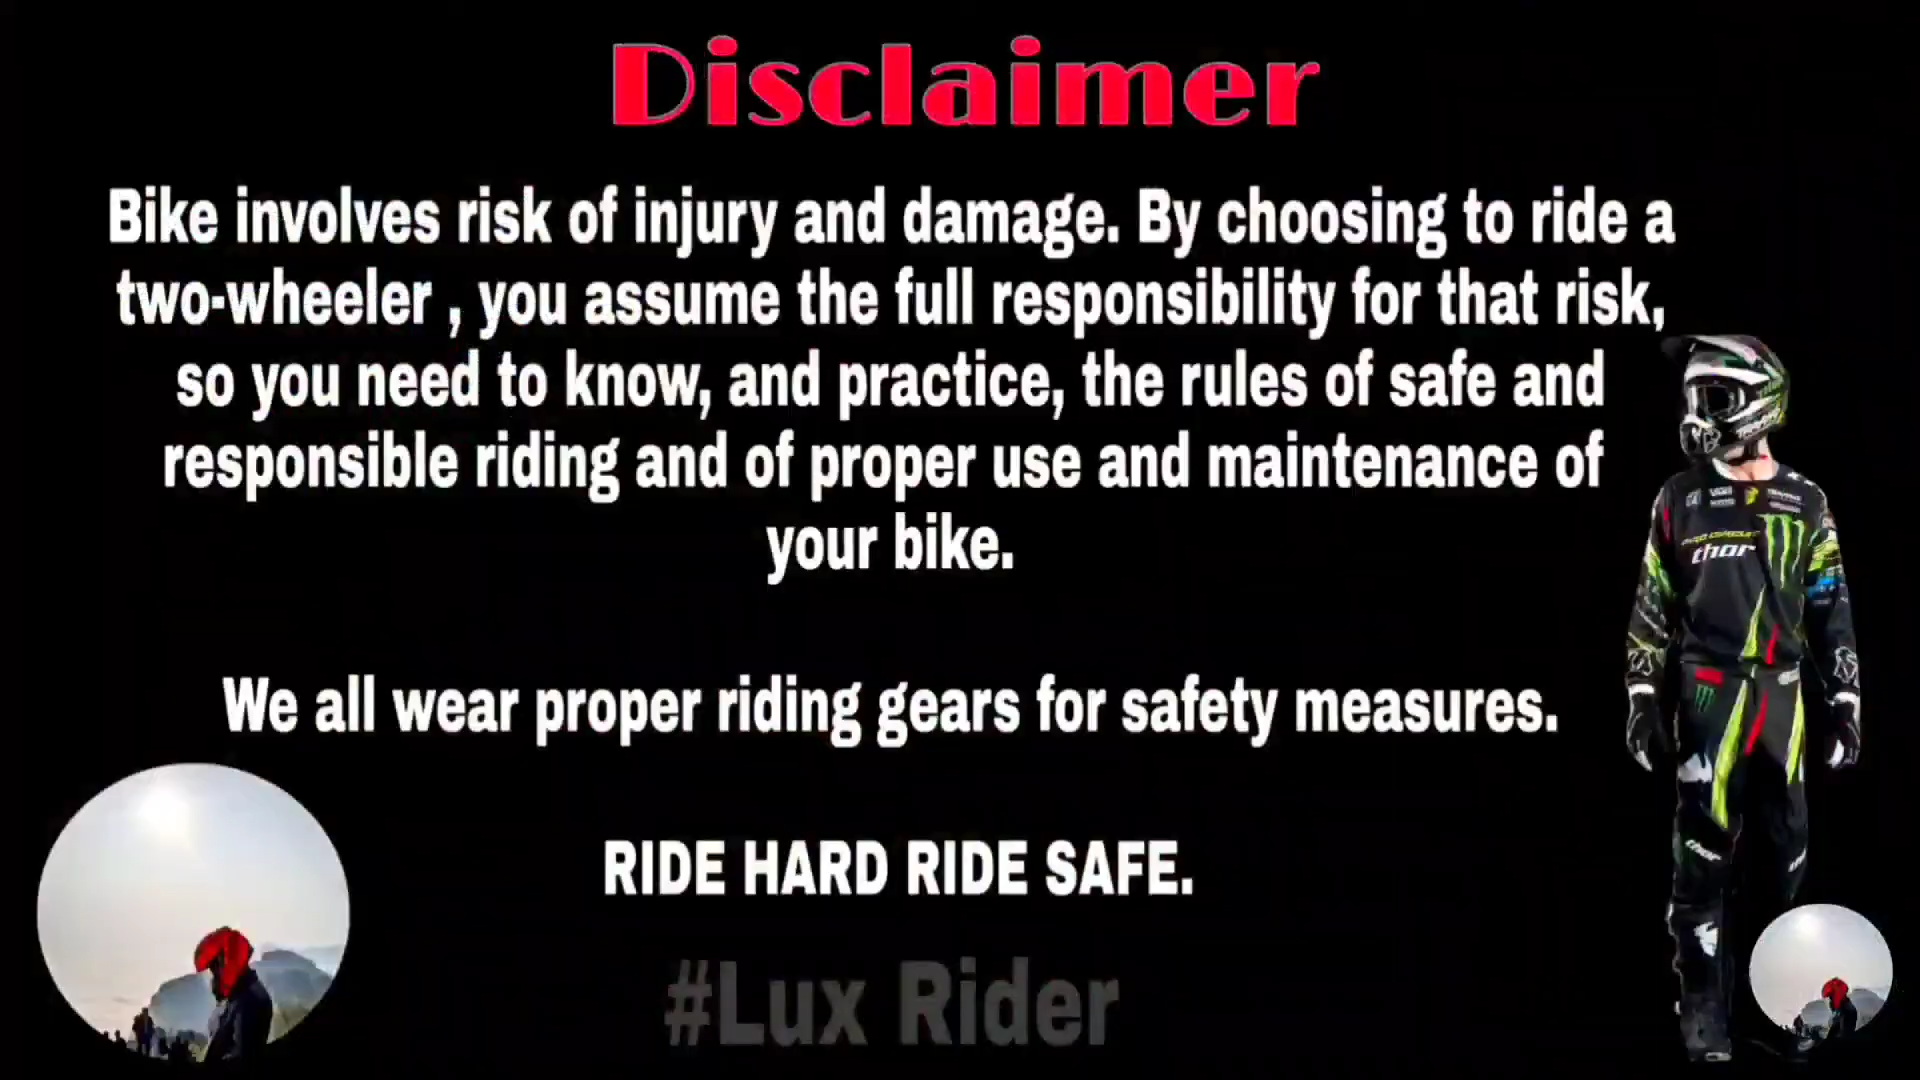 Disclaimer
Bike involves risk of injury and damage. By choosing to ride a
two-wheeler , you assume the full responsibility for that risk,
so you need to know, and practice, the rules of safe and
responsible riding and of proper use and maintenance of
your bike.
We all wear proper riding gears for safety measures.
RIDE HARD RIDE SAFE.
#Lux Rider
thor
thor